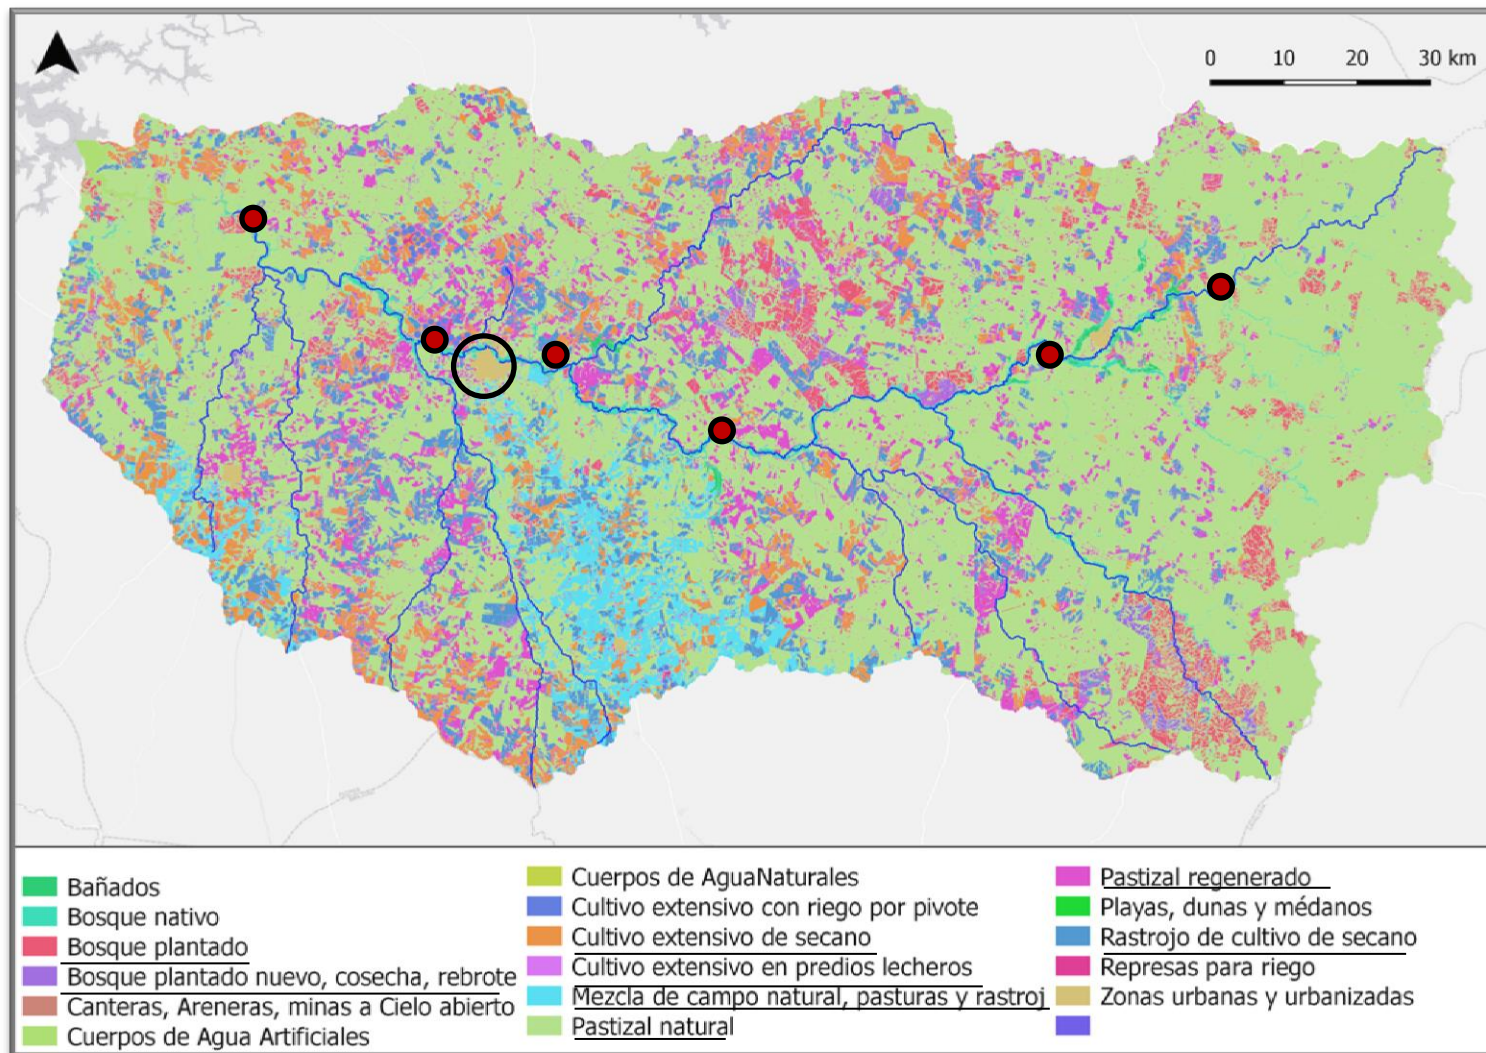 0 10 20 30 km
Bañados
Bosque nativo
Bosque plantado
Bosque plantado nuevo, cosecha, rebrote
Canteras, Areneras, minas a Cielo abierto
Cuerpos de Agua Artificiales
Cuerpos de AguaNaturales
Cultivo extensivo con riego por pivote
Cultivo extensivo de secano
Cultivo extensivo en predios lecheros
Mezcla de campo natural, pasturas y rastroj
Pastizal natural
Pastizal regenerado
Playas, dunas y médanos
Rastrojo de cultivo de secano
Represas para riego
Zonas urbanas y urbanizadas